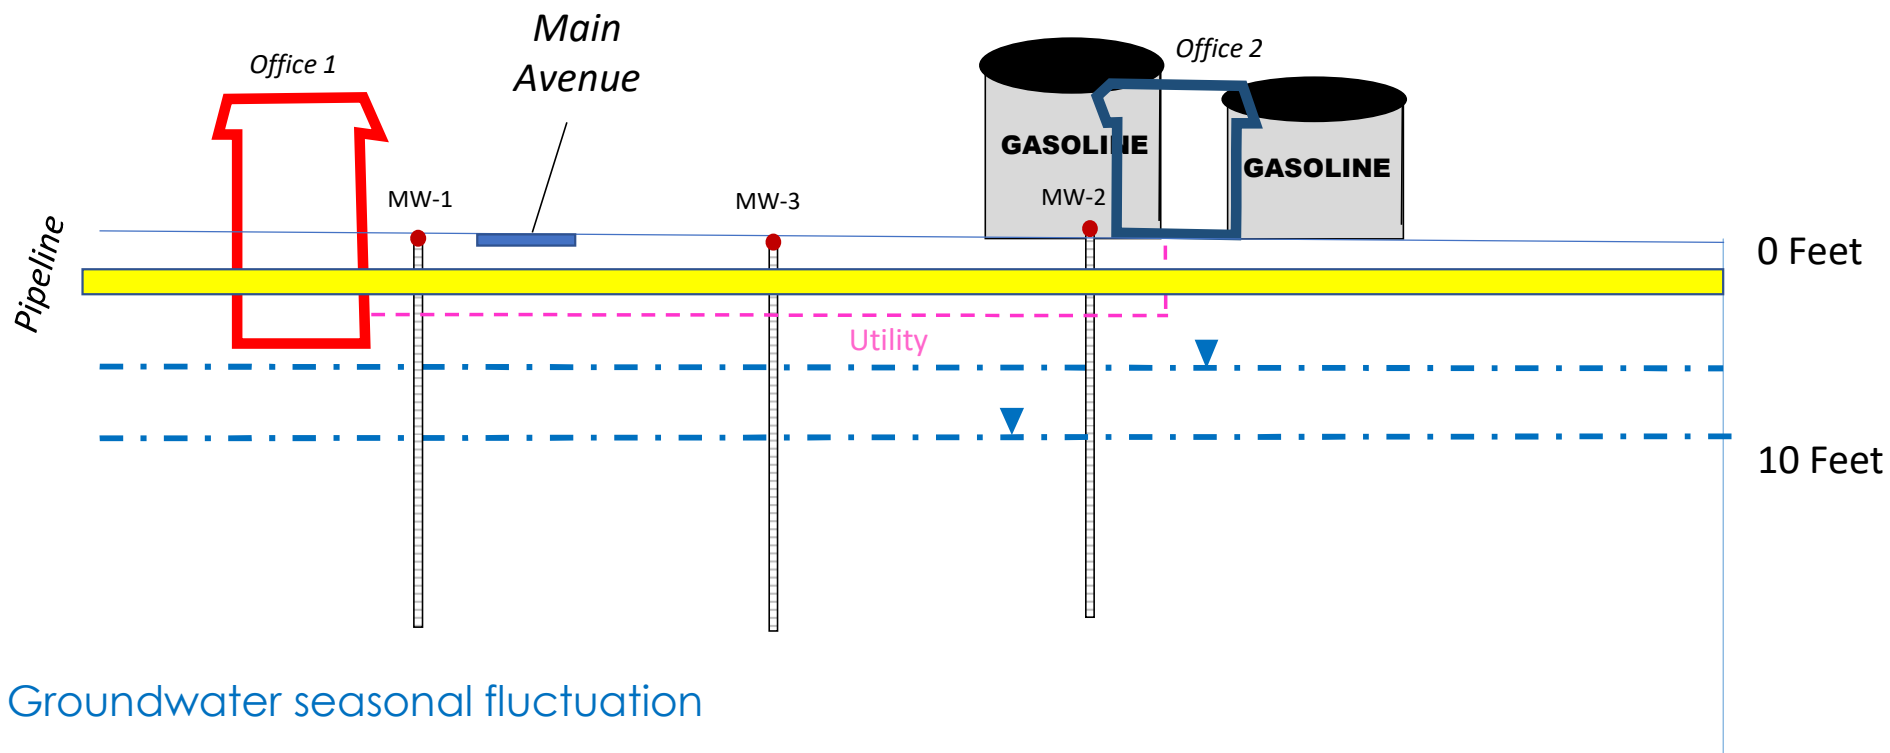 Main
Avenue
Office 1
Office 2
GASOLINE
GASOLINE
MW-1
MW-3
MW-2
Pipeline
0 Feet
Utility
10 Feet
Groundwater seasonal fluctuation